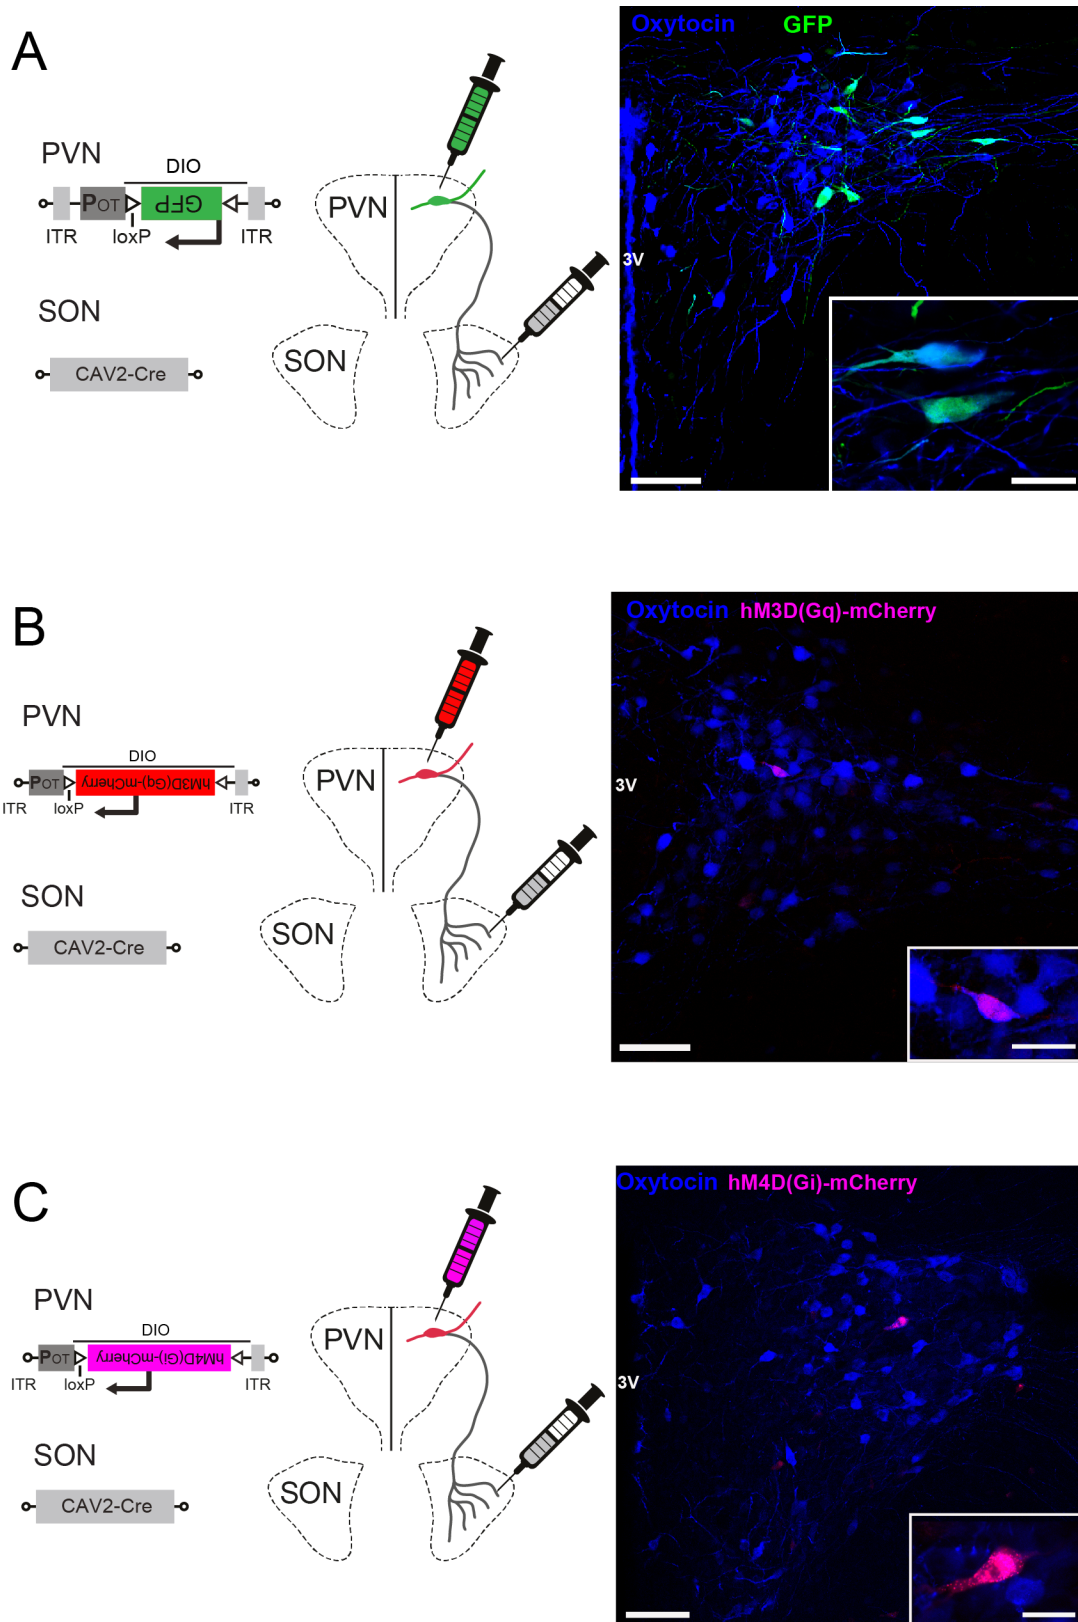 A
Oxytocin GFP
PVN
DIO
POT GFP
ITR loxP ITR
PVN
3V
SON
CAV2-Cre
SON
B
Oxytocin hM3D(Gq)-mCherry
PVN
DIO
POT hM3D(Gq)-mCherry
ITR loxP ITR
PVN
3V
SON
CAV2-Cre
SON
C
Oxytocin hM4D(Gi)-mCherry
PVN
DIO
POT hM4D(Gi)-mCherry
ITR loxP ITR
PVN
3V
SON
CAV2-Cre
SON